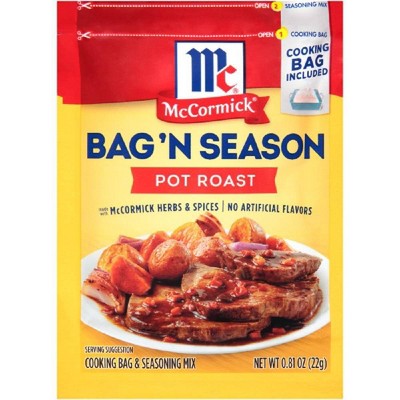 OPEN 2 SEASONING MIX
OPEN 1 COOKING BAG
COOKING
BAG
INCLUDED
Mc
McCormick®
BAG 'N SEASON
POT ROAST
MADE WITH McCORMICK HERBS & SPICES | NO ARTIFICIAL FLAVORS
SERVING SUGGESTION
COOKING BAG & SEASONING MIX
NET WT 0.81 OZ (22g)